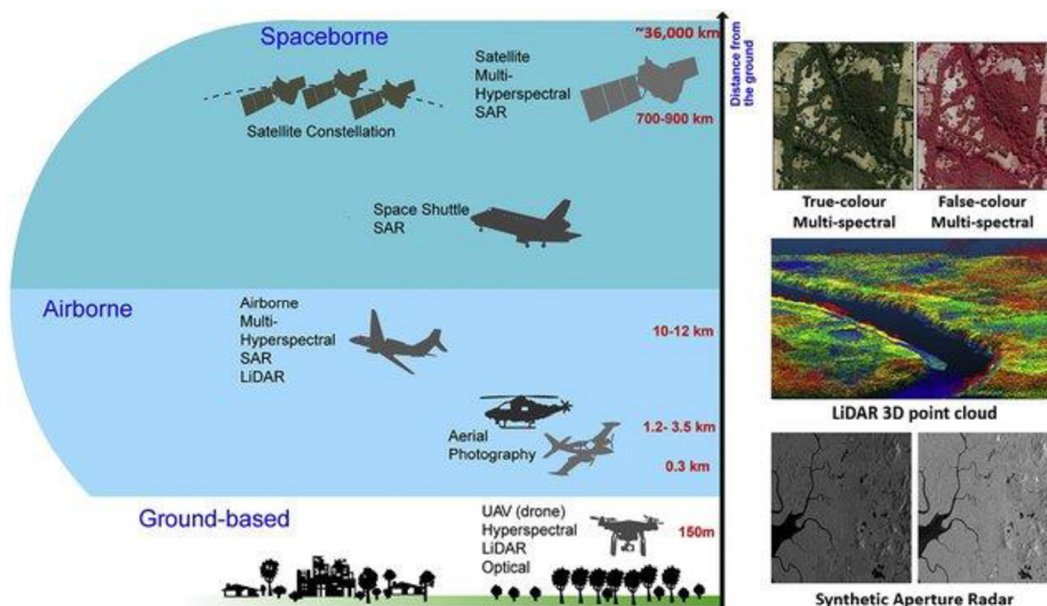 Spaceborne
Satellite Constellation
Satellite
Multi-
Hyperspectral
SAR
~36,000 km
700-900 km
Distance from
the ground
Space Shuttle
SAR
Airborne
Airborne
Multi-
Hyperspectral
SAR
LiDAR
10-12 km
Aerial
Photography
1.2- 3.5 km
0.3 km
Ground-based
UAV (drone)
Hyperspectral
LiDAR
Optical
150m
True-colour
Multi-spectral
False-colour
Multi-spectral
LiDAR 3D point cloud
Synthetic Aperture Radar